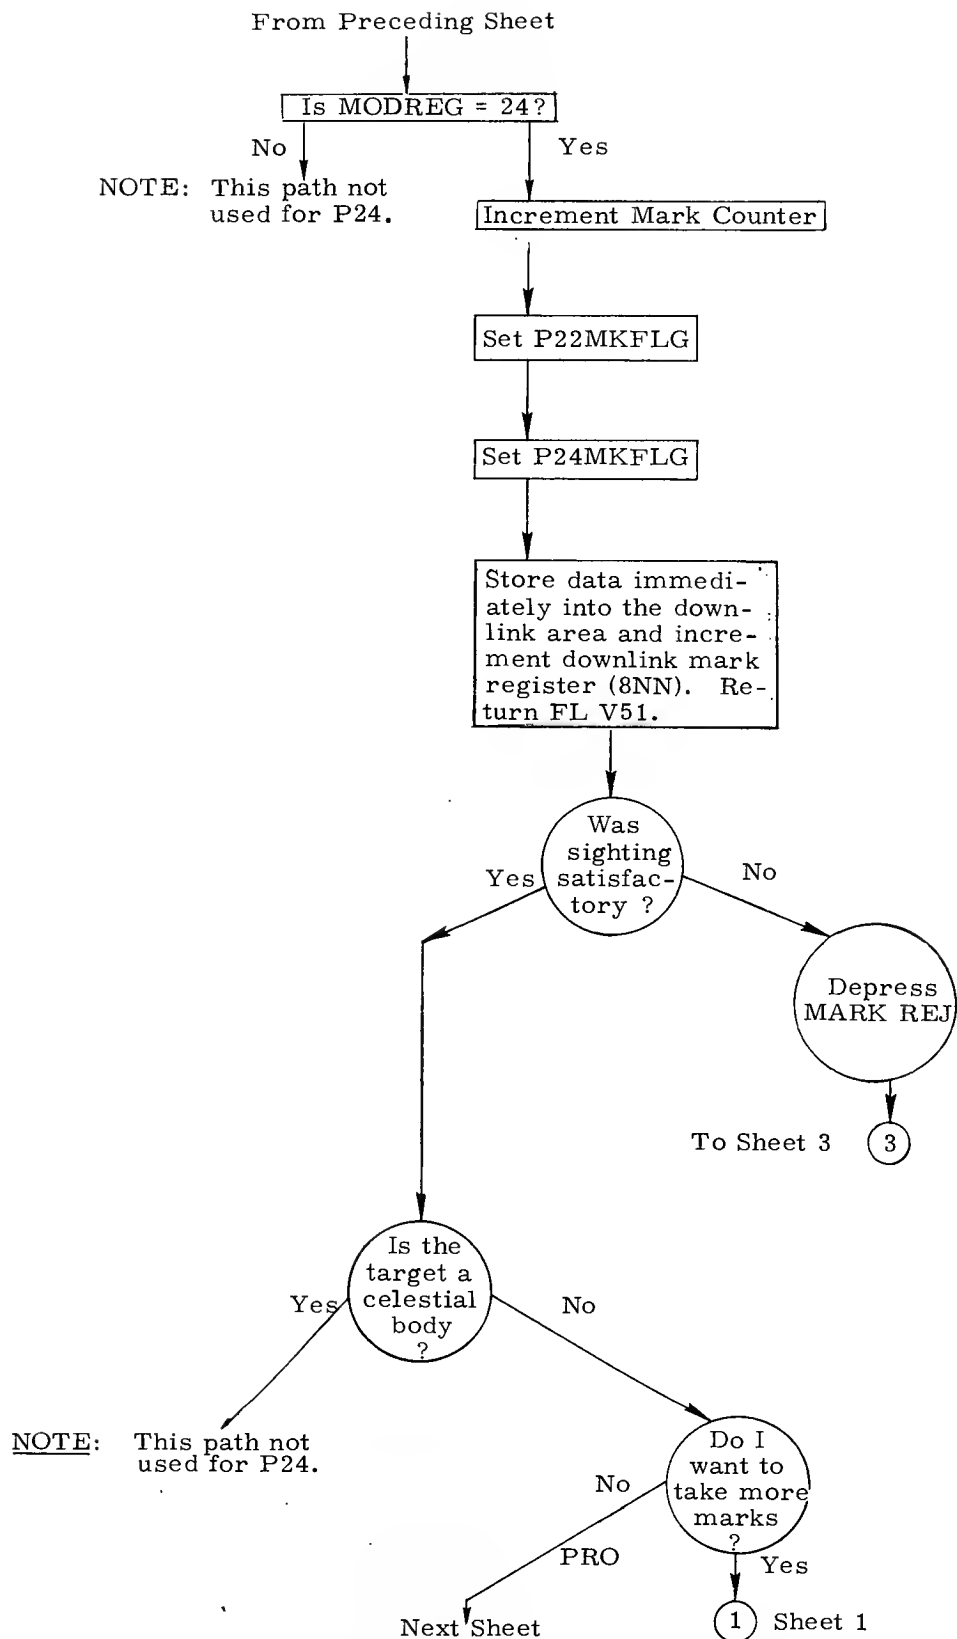 From Preceding Sheet
Is MODREG = 24?
No
Yes
NOTE: This path not
used for P24.
Increment Mark Counter
Set P22MKFLG
Set P24MKFLG
Store data immedi-
ately into the down-
link area and incre-
ment downlink mark
register (8NN). Re-
turn FL V51.
Was
sighting
satisfac-
tory ?
Yes
No
Depress
MARK REJ
To Sheet 3
3
Is the
target a
celestial
body
?
Yes
No
NOTE: This path not
used for P24.
Do I
want to
take more
marks
?
No
PRO
Yes
Next Sheet
1 Sheet 1